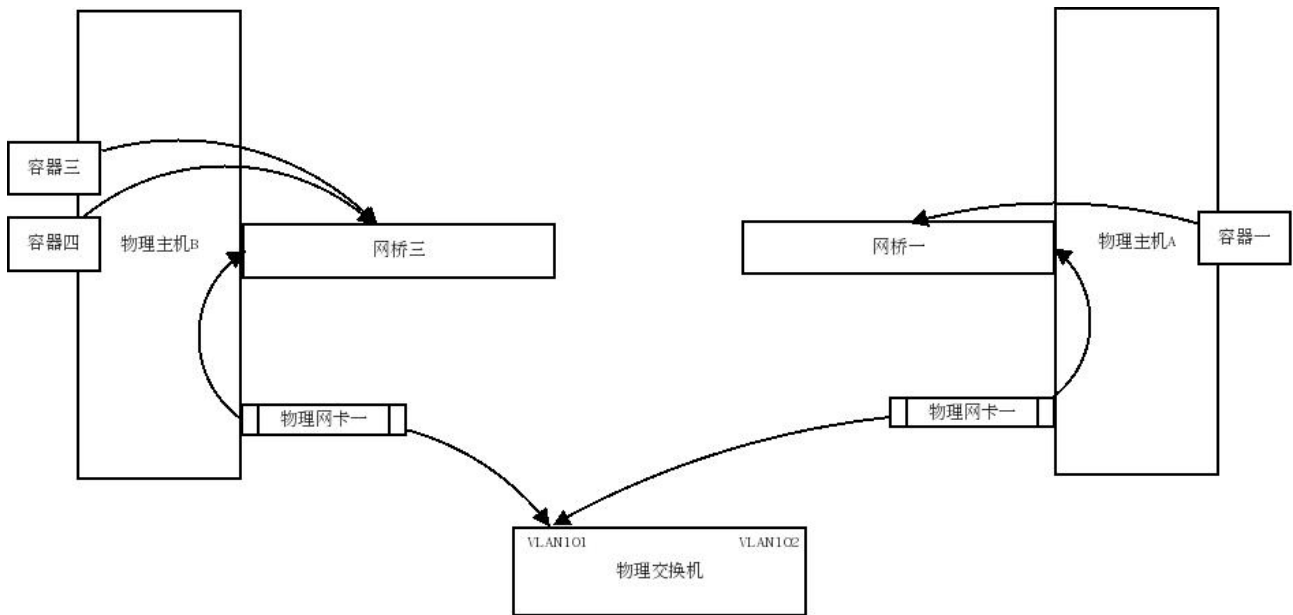 容器三
容器四
物理主机B
网桥三
网桥一
物理主机A
容器一
物理网卡一
物理网卡一
VLAN101
VLAN102
物理交换机